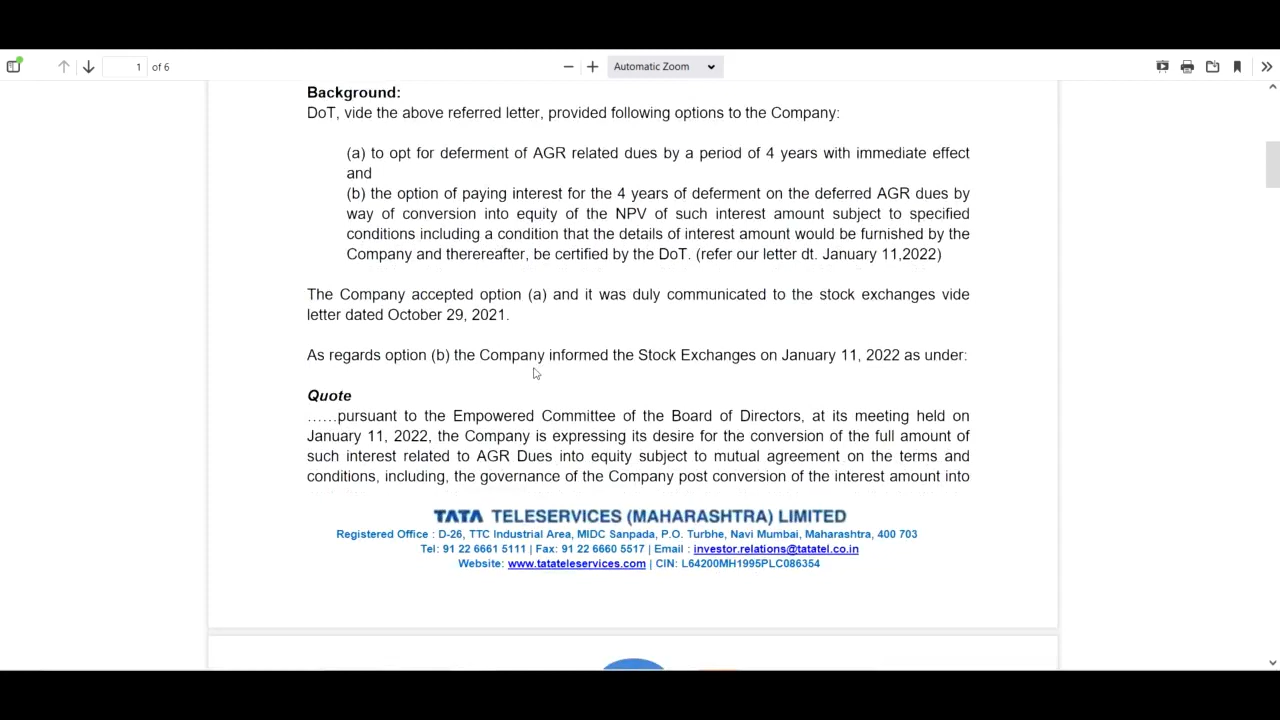 1 of 6
Automatic Zoom
Background:
DoT, vide the above referred letter, provided following options to the Company:
(a) to opt for deferment of AGR related dues by a period of 4 years with immediate effect
and
(b) the option of paying interest for the 4 years of deferment on the deferred AGR dues by
way of conversion into equity of the NPV of such interest amount subject to specified
conditions including a condition that the details of interest amount would be furnished by the
Company and therereafter, be certified by the DoT. (refer our letter dt. January 11,2022)
The Company accepted option (a) and it was duly communicated to the stock exchanges vide
letter dated October 29, 2021.
As regards option (b) the Company informed the Stock Exchanges on January 11, 2022 as under:
Quote
……pursuant to the Empowered Committee of the Board of Directors, at its meeting held on
January 11, 2022, the Company is expressing its desire for the conversion of the full amount of
such interest related to AGR Dues into equity subject to mutual agreement on the terms and
conditions, including, the governance of the Company post conversion of the interest amount into
TATA TELESERVICES (MAHARASHTRA) LIMITED
Registered Office : D-26, TTC Industrial Area, MIDC Sanpada, P.O. Turbhe, Navi Mumbai, Maharashtra, 400 703
Tel: 91 22 6661 5111 | Fax: 91 22 6660 5517 | Email : investor.relations@tatatel.co.in
Website: www.tatateleservices.com | CIN: L64200MH1995PLC086354